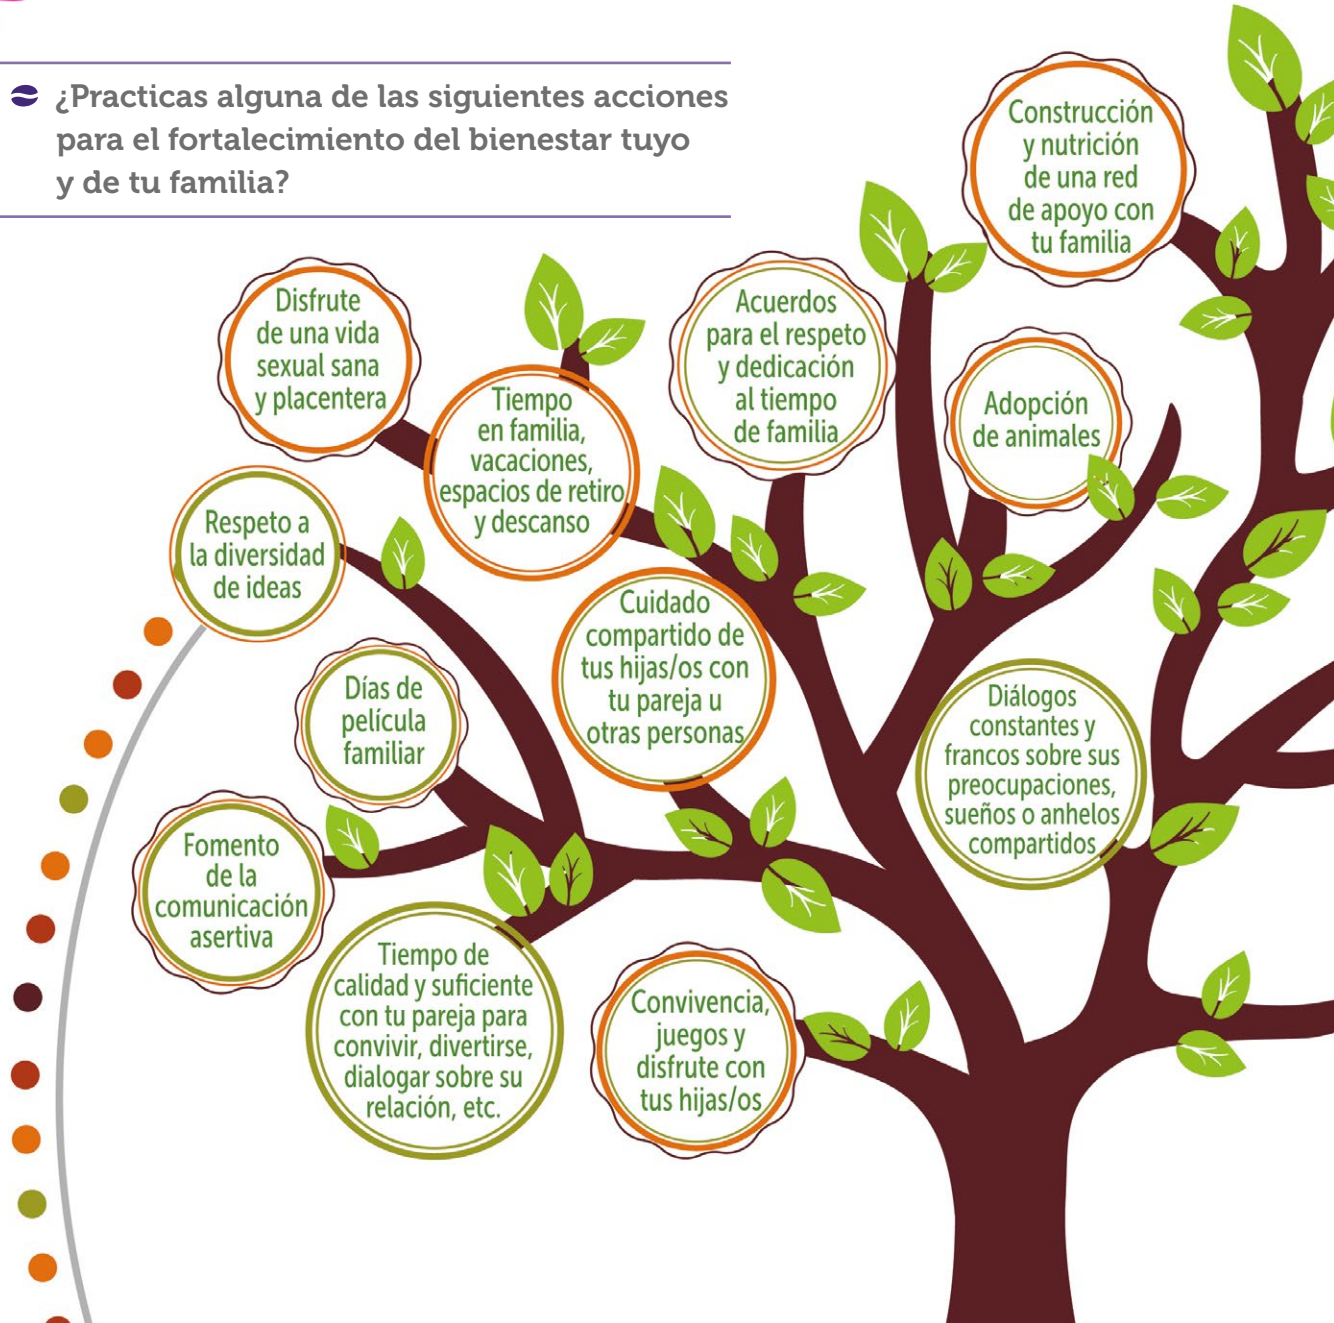 ¿Practicas alguna de las siguientes acciones
para el fortalecimiento del bienestar tuyo
y de tu familia?
Construcción
y nutrición
de una red
de apoyo con
tu familia
Disfrute
de una vida
sexual sana
y placentera
Tiempo
en familia,
vacaciones,
espacios de retiro
y descanso
Acuerdos
para el respeto
y dedicación
al tiempo
de familia
Adopción
de animales
Respeto a
la diversidad
de ideas
Cuidado
compartido de
tus hijas/os con
tu pareja u
otras personas
Días de
película
familiar
Diálogos
constantes y
francos sobre sus
preocupaciones,
sueños o anhelos
compartidos
Fomento
de la
comunicación
asertiva
Tiempo de
calidad y suficiente
con tu pareja para
convivir, divertirse,
dialogar sobre su
relación, etc.
Convivencia,
juegos y
disfrute con
tus hijas/os